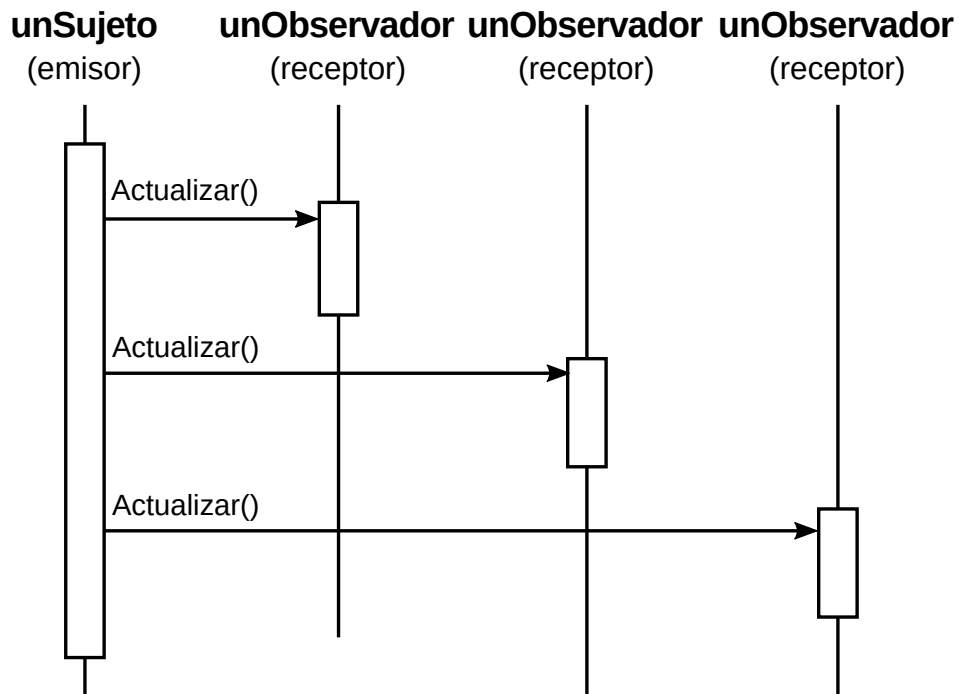 unSujeto unObservador unObservador unObservador
(emisor) (receptor) (receptor) (receptor)
Actualizar()
Actualizar()
Actualizar()